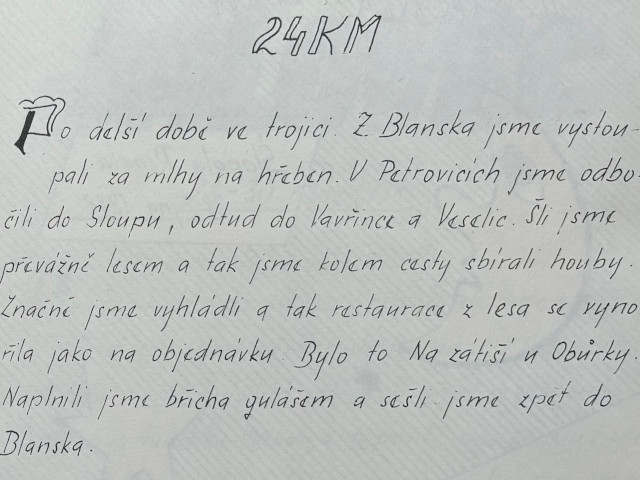 24KM
Po delší době ve trojici. Z Blanska jsme vystou-
pali za mlhy na hřeben. V Petrovicích jsme odbo-
čili do Sloupu, odtud do Vavřince a Veselic. Šli jsme
převážně lesem a tak jsme kolem cesty sbírali houby.
Značně jsme vyhládli a tak restaurace z lesa se vyno
řila jako na objednávku. Bylo to Na zátiší u Obůrky.
Naplnili jsme břicha gulášem a sešli jsme zpět do
Blanska.